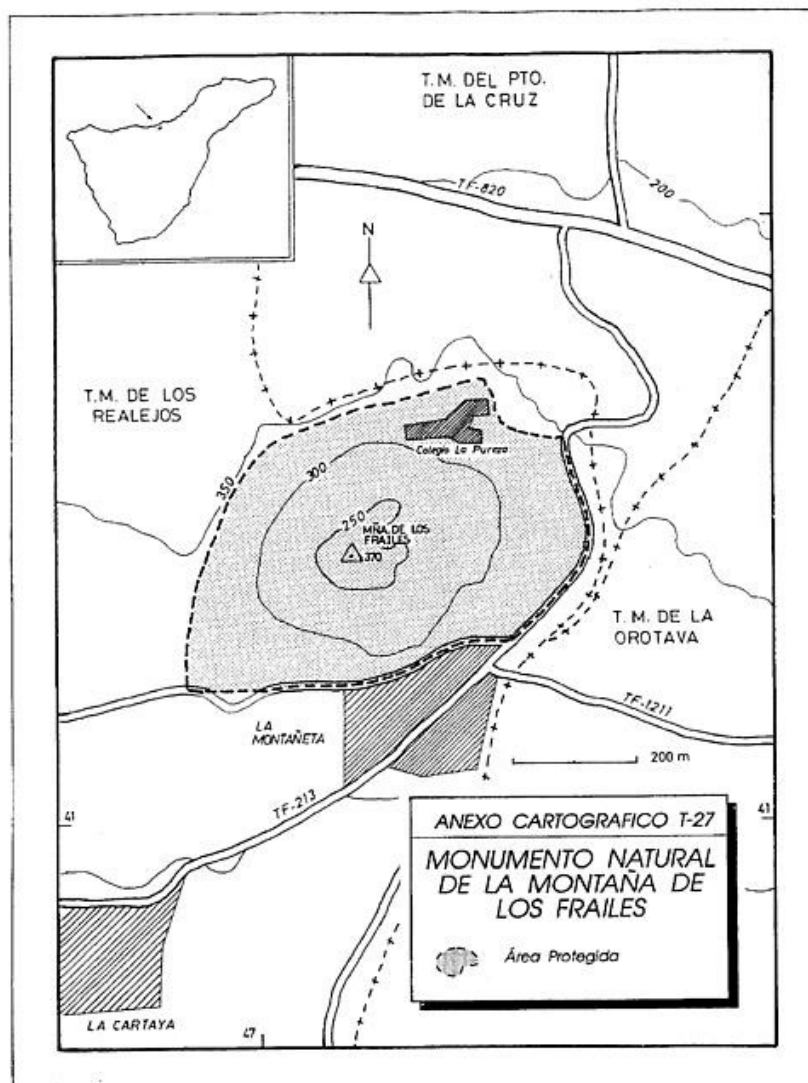 T.M. DEL PTO.
DE LA CRUZ
TF-820
200
N
T.M. DE LOS
REALEJOS
Colegio La Pureza
350
300
250
MÑA. DE LOS
FRAILES
370
T.M. DE LA
OROTAVA
LA
MONTAÑETA
TF-1211
200 m
TF-213
41
41
ANEXO CARTOGRAFICO T-27
MONUMENTO NATURAL
DE LA MONTAÑA DE
LOS FRAILES
Área Protegida
LA CARTAYA
47